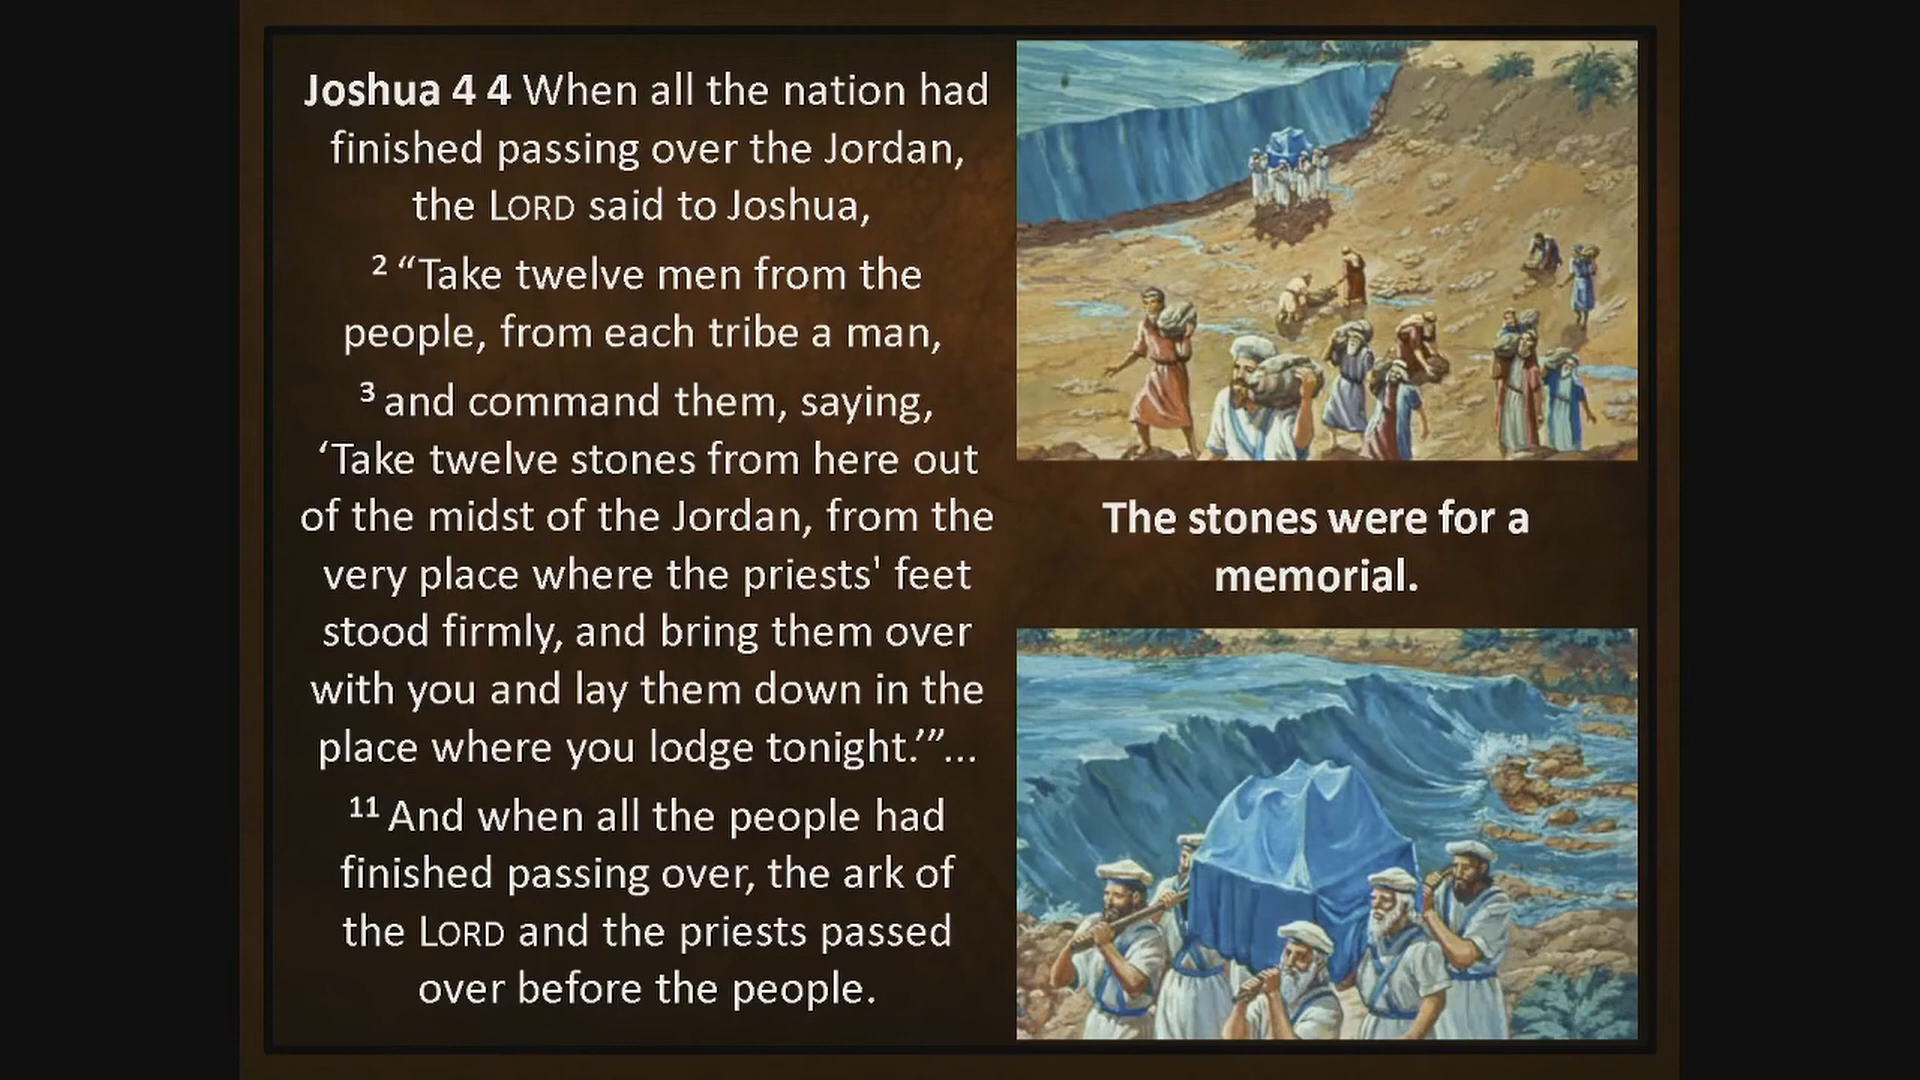 Joshua 4 4 When all the nation had
finished passing over the Jordan,
the LORD said to Joshua,
2 “Take twelve men from the
people, from each tribe a man,
3 and command them, saying,
‘Take twelve stones from here out
of the midst of the Jordan, from the
very place where the priests' feet
stood firmly, and bring them over
with you and lay them down in the
place where you lodge tonight.’”...
11 And when all the people had
finished passing over, the ark of
the LORD and the priests passed
over before the people.
The stones were for a
memorial.